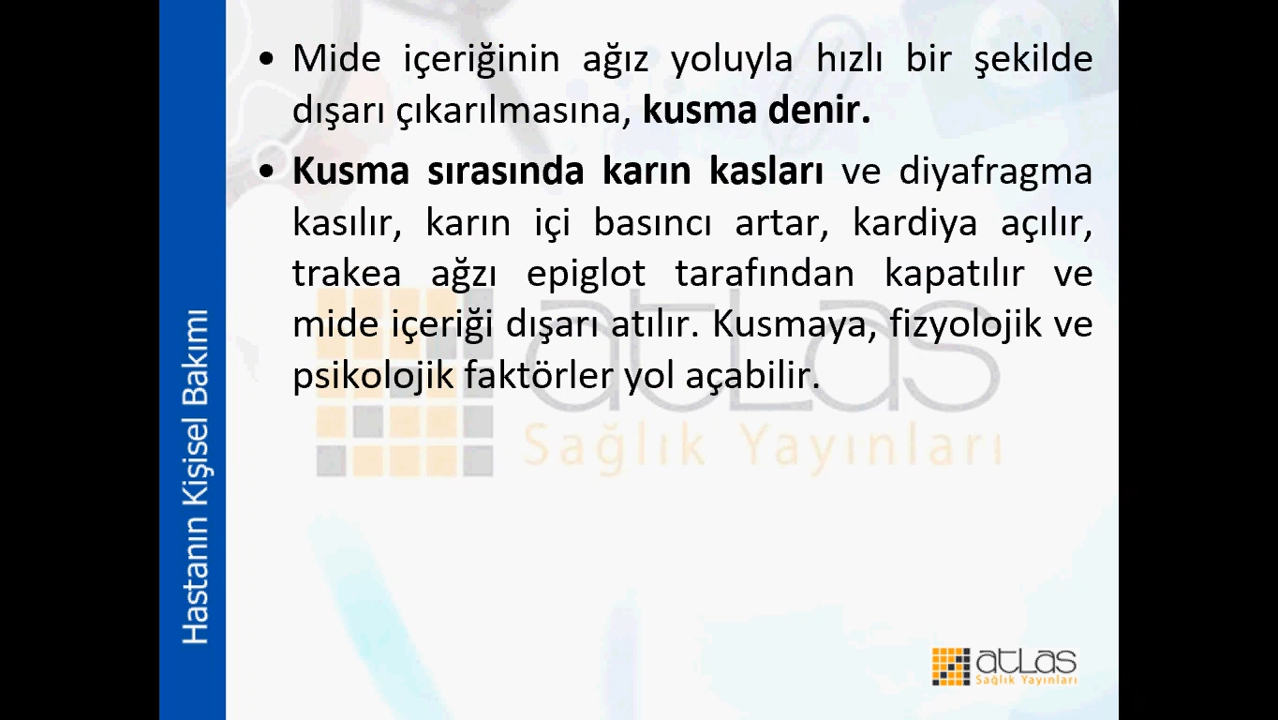 • Mide içeriğinin ağız yoluyla hızlı bir şekilde
dışarı çıkarılmasına, kusma denir.
• Kusma sırasında karın kasları ve diyafragma
kasılır, karın içi basıncı artar, kardiya açılır,
trakea ağzı epiglot tarafından kapatılır ve
mide içeriği dışarı atılır. Kusmaya, fizyolojik ve
psikolojik faktörler yol açabilir.
Hastanın Kişisel Bakımı
atLas
Sağlık Yayınları
atLas
Sağlık Yayınları